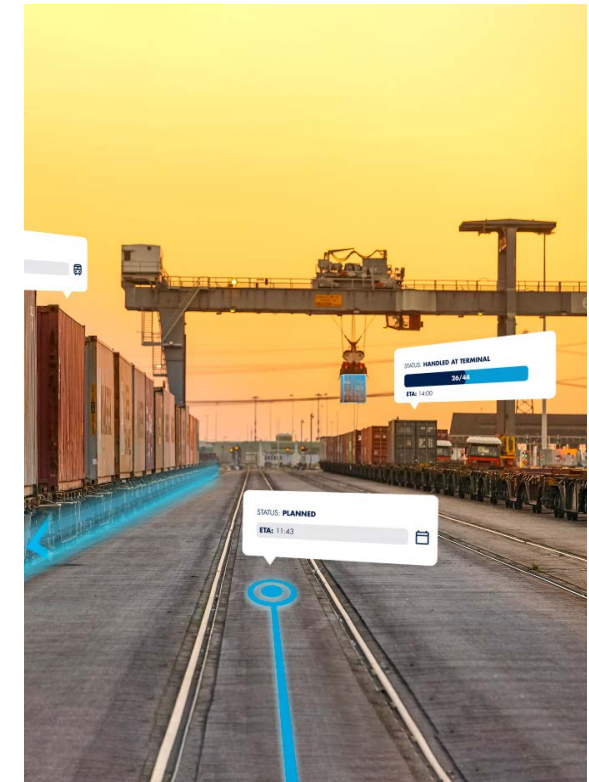 STATUS: HANDLED AT TERMINAL
26/44
ETA: 14:00
STATUS: PLANNED
ETA: 11:43